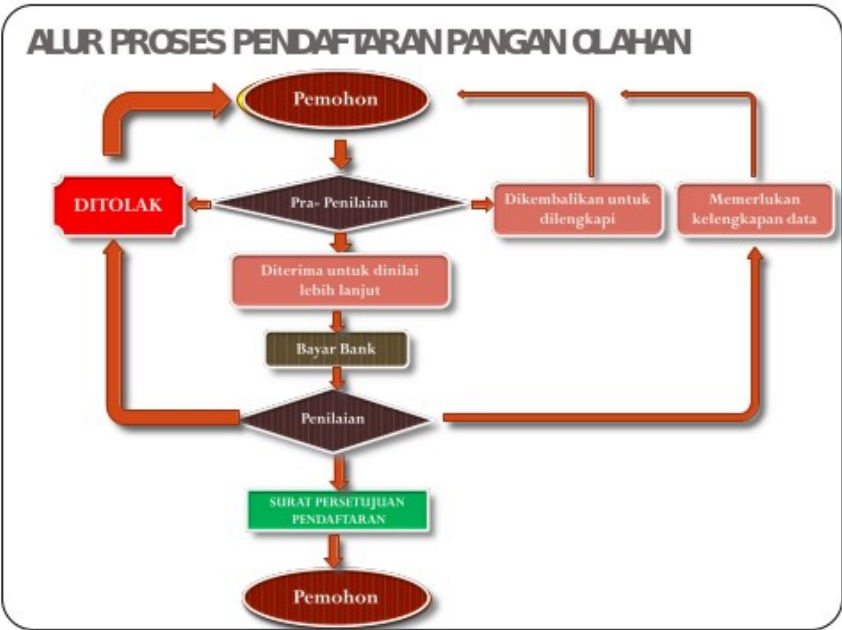 ALUR PROSES PENDAFTARAN PANGAN OLAHAN
Pemohon
DITOLAK
Pra- Penilaian
Dikembalikan untuk
dilengkapi
Memerlukan
kelengkapan data
Diterima untuk dinilai
lebih lanjut
Bayar Bank
Penilaian
SURAT PERSETUJUAN
PENDAFTARAN
Pemohon